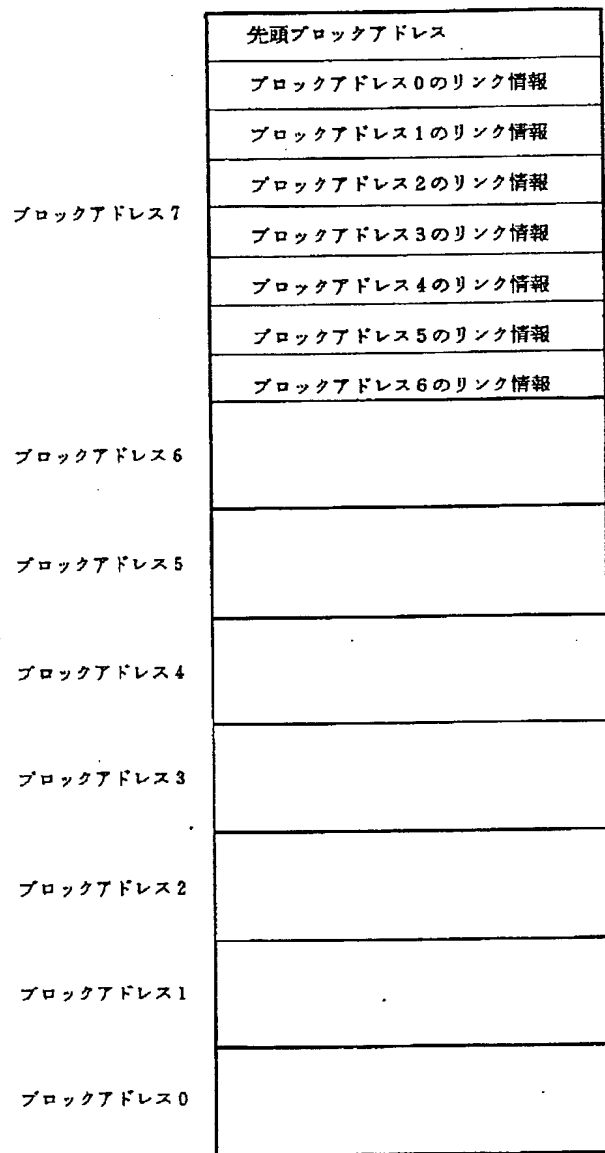 先頭ブロックアドレス
ブロックアドレス0のリンク情報
ブロックアドレス1のリンク情報
ブロックアドレス2のリンク情報
ブロックアドレス7
ブロックアドレス3のリンク情報
ブロックアドレス4のリンク情報
ブロックアドレス5のリンク情報
ブロックアドレス6のリンク情報
ブロックアドレス6
ブロックアドレス5
ブロックアドレス4
ブロックアドレス3
ブロックアドレス2
ブロックアドレス1
ブロックアドレス0